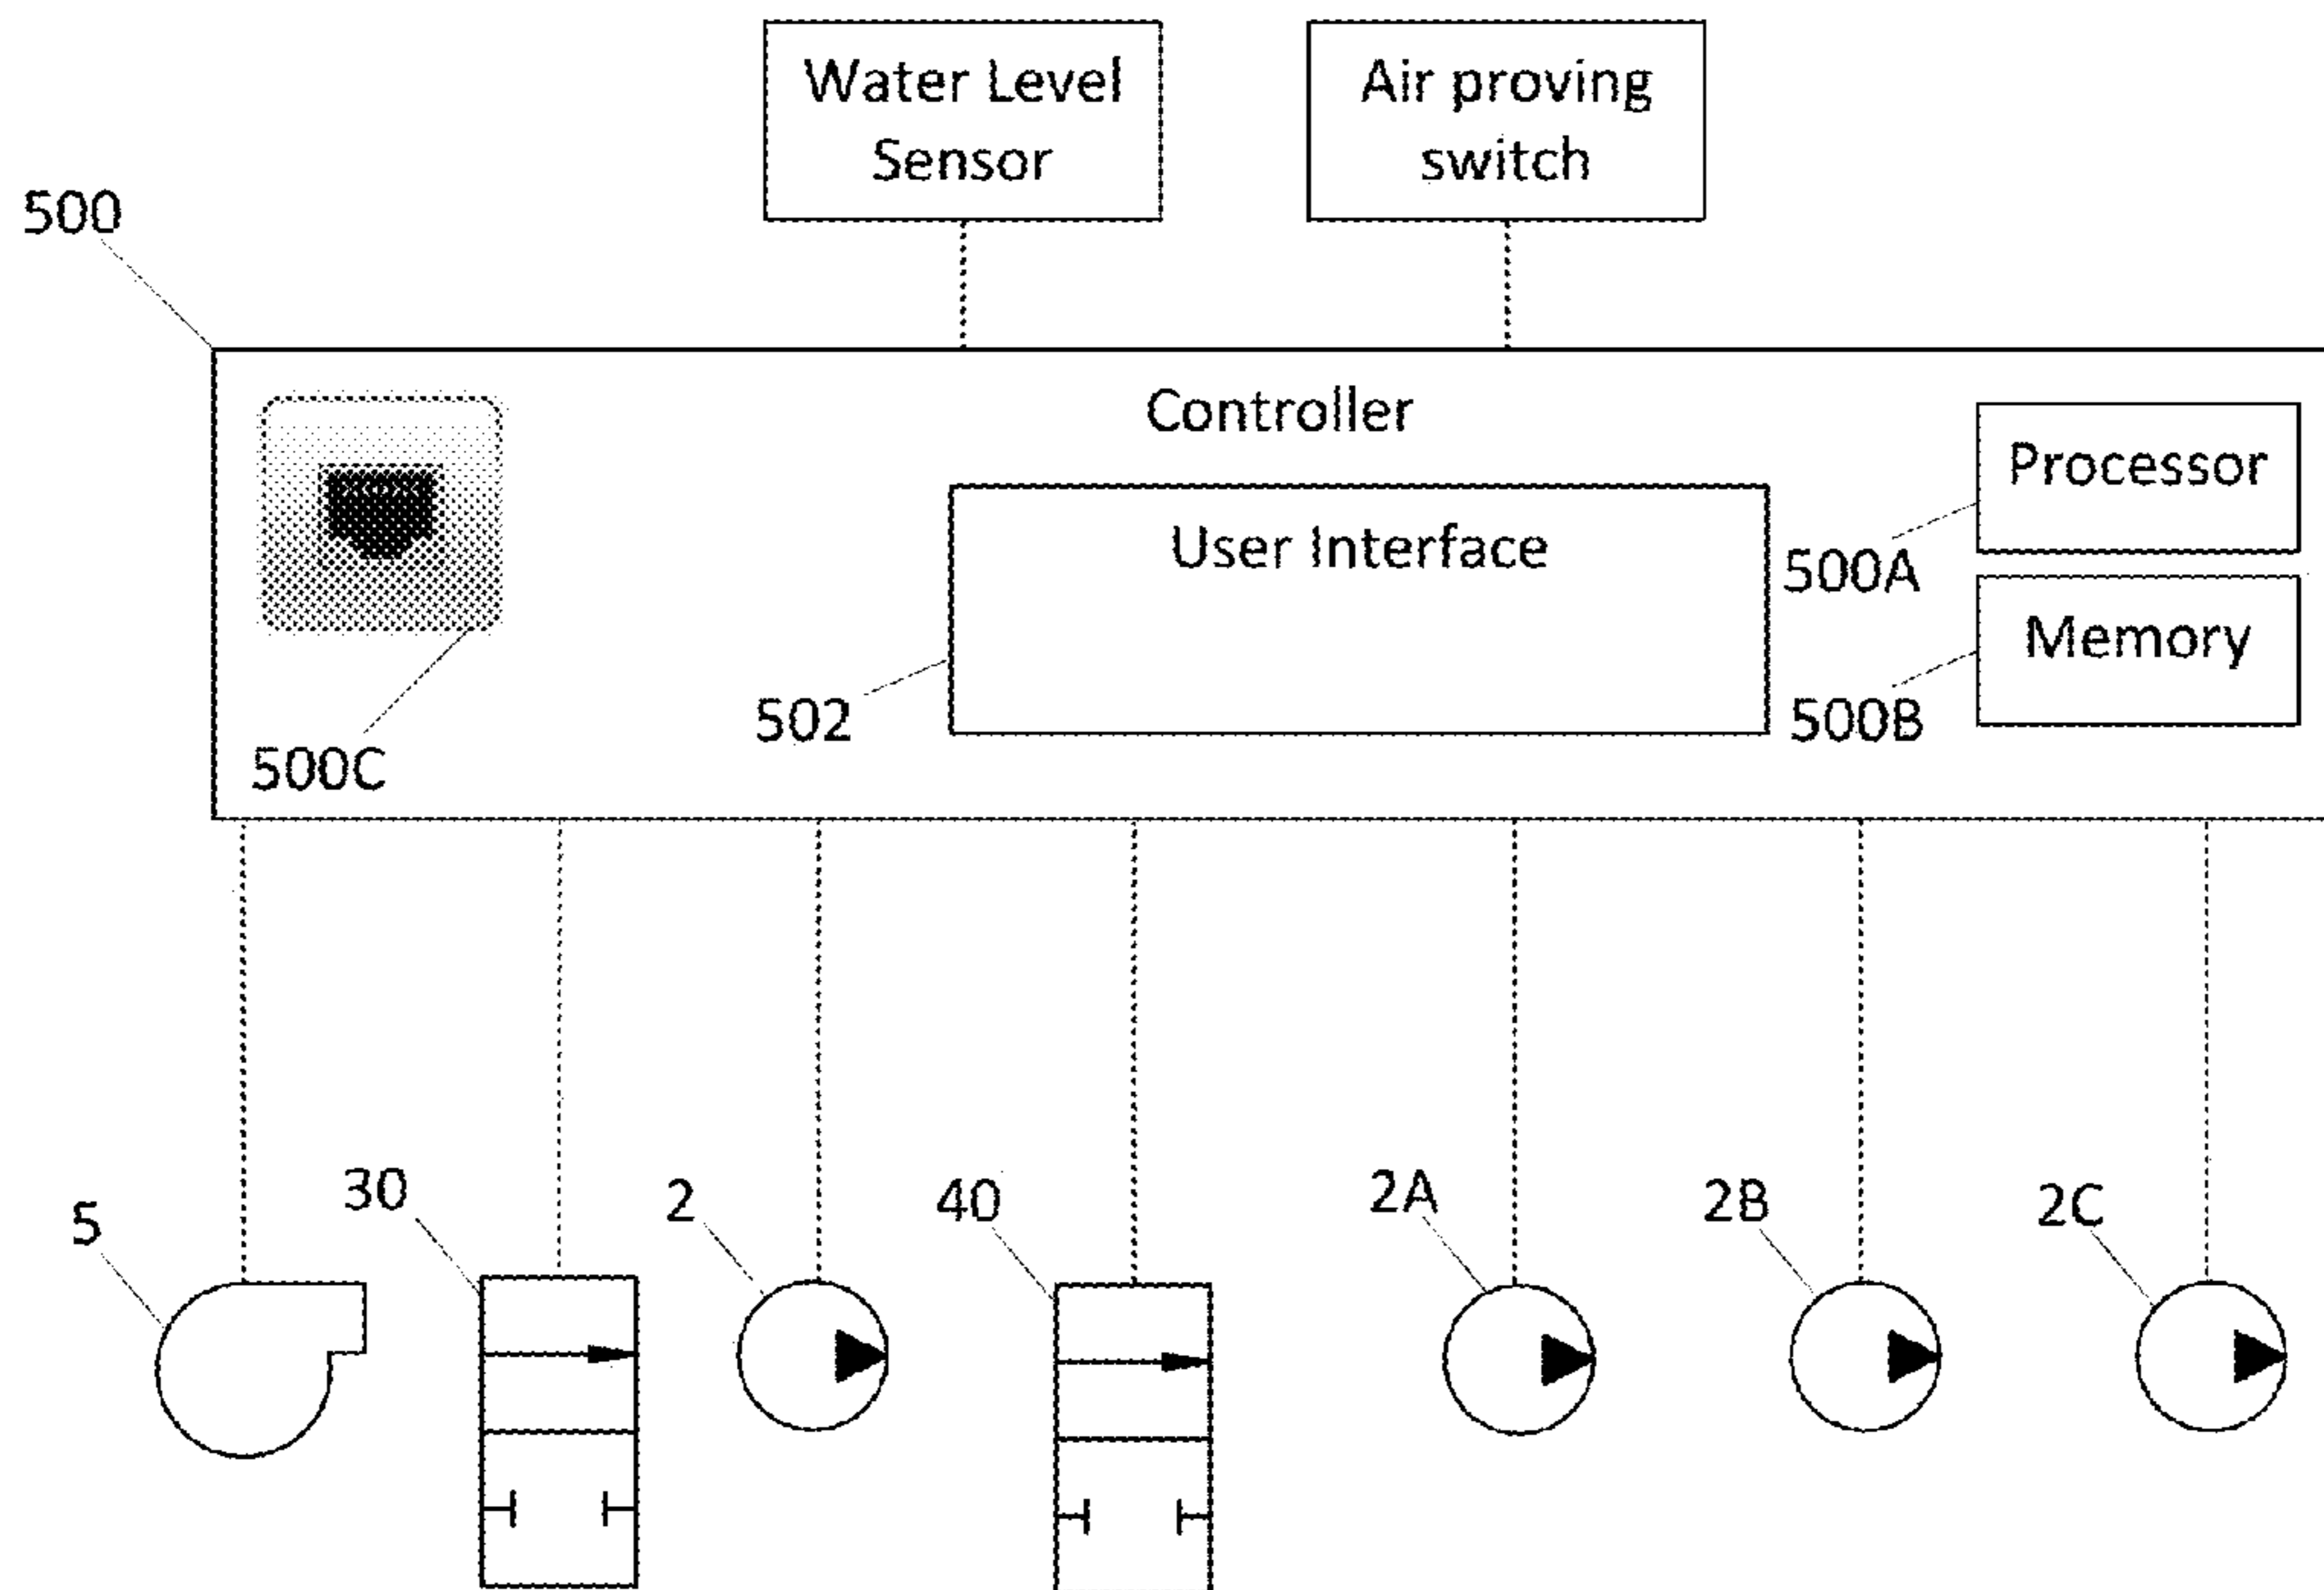 Water Level
Sensor
Air proving
switch
500
Controller
Processor
User Interface
500A
Memory
502
500B
500C
5
30
2
40
2A
2B
2C